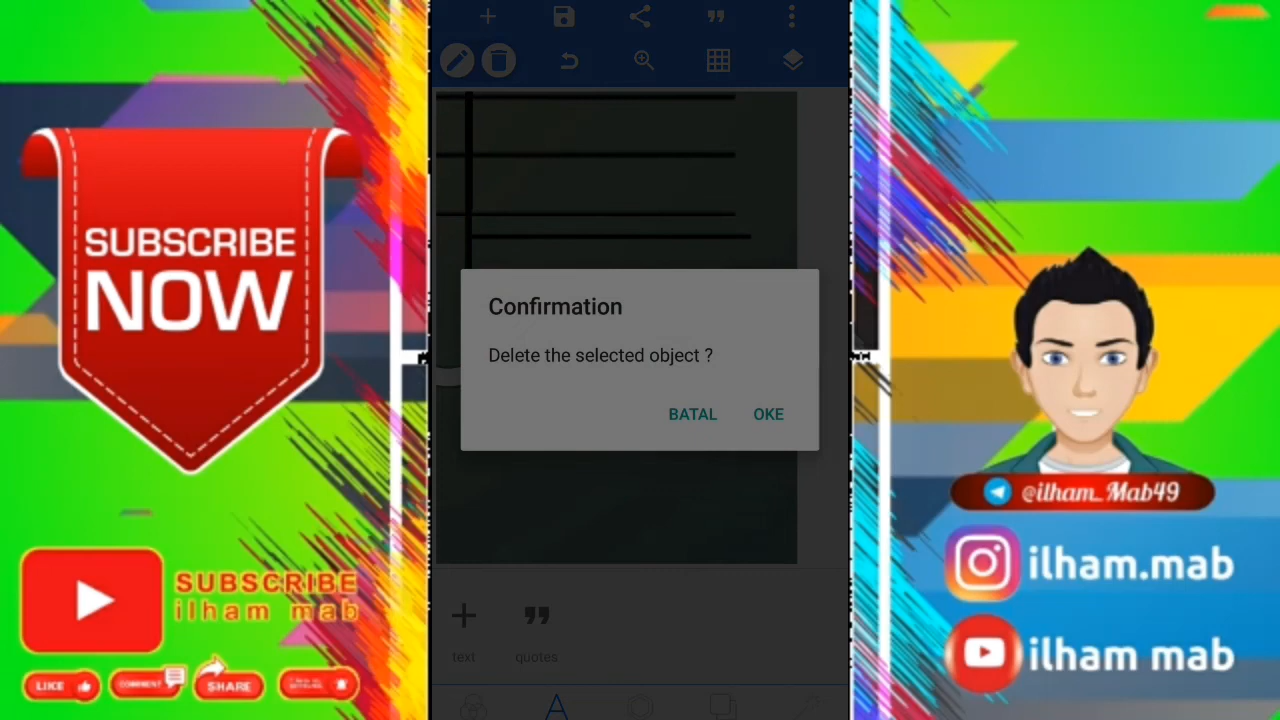 SUBSCRIBE
NOW
SUBSCRIBE
ilham mab
LIKE
COMMENT
SHARE
Confirmation
Delete the selected object ?
BATAL OKE
text quotes
@ilham_Mab49
ilham.mab
ilham mab